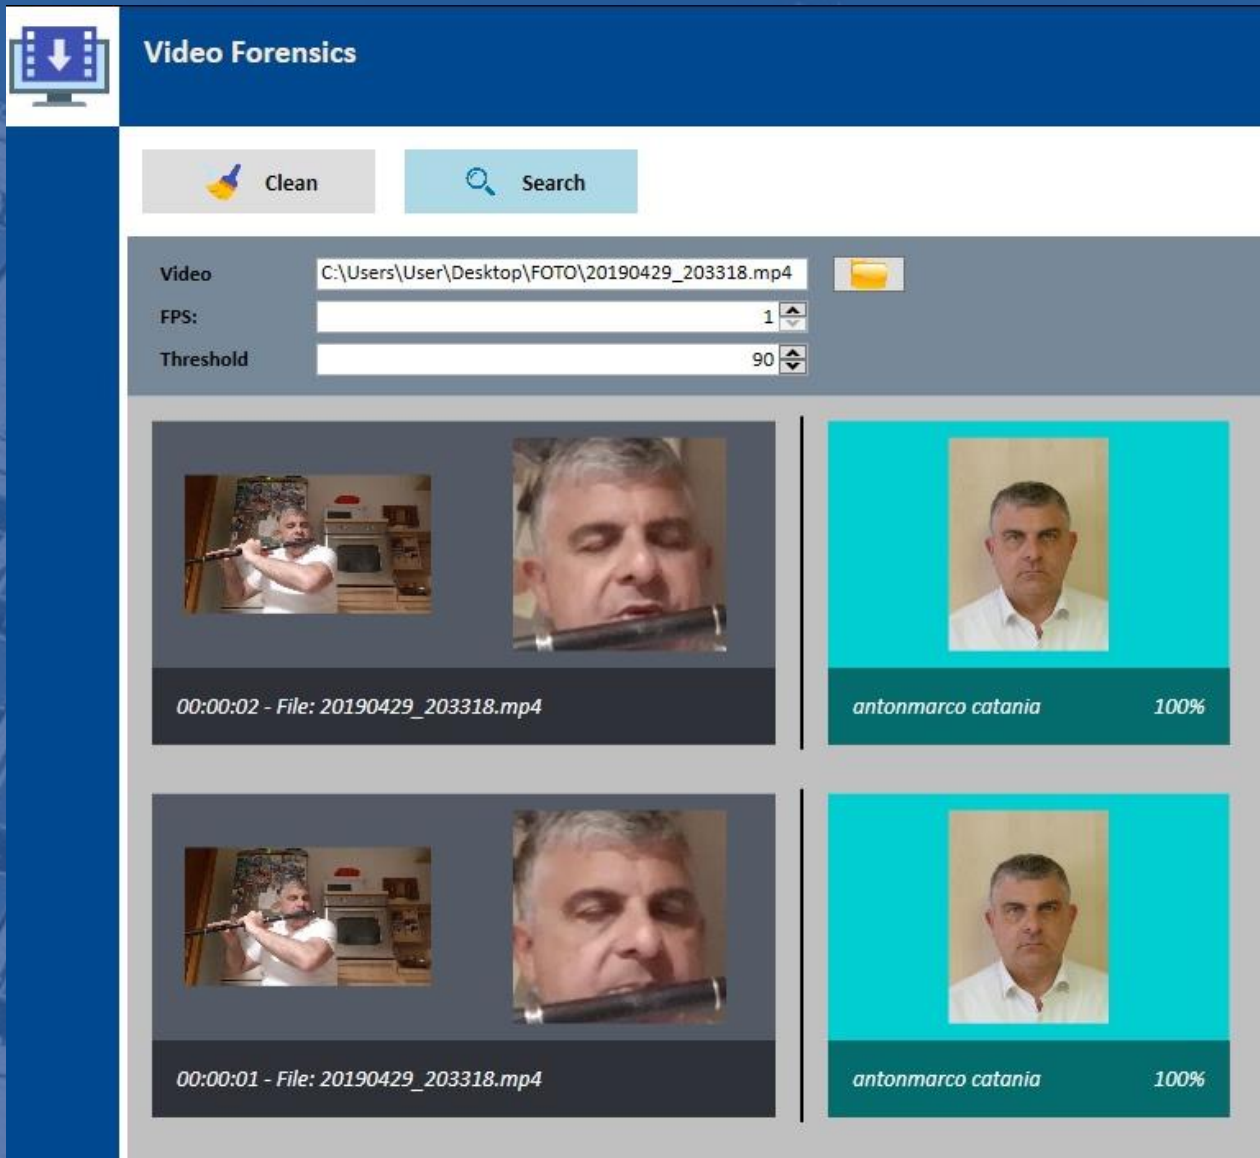 Video Forensics
Clean
Search
Video
C:\Users\User\Desktop\FOTO\20190429_203318.mp4
FPS:
1
Threshold
90
00:00:02 - File: 20190429_203318.mp4
antonmarco catania 100%
00:00:01 - File: 20190429_203318.mp4
antonmarco catania 100%